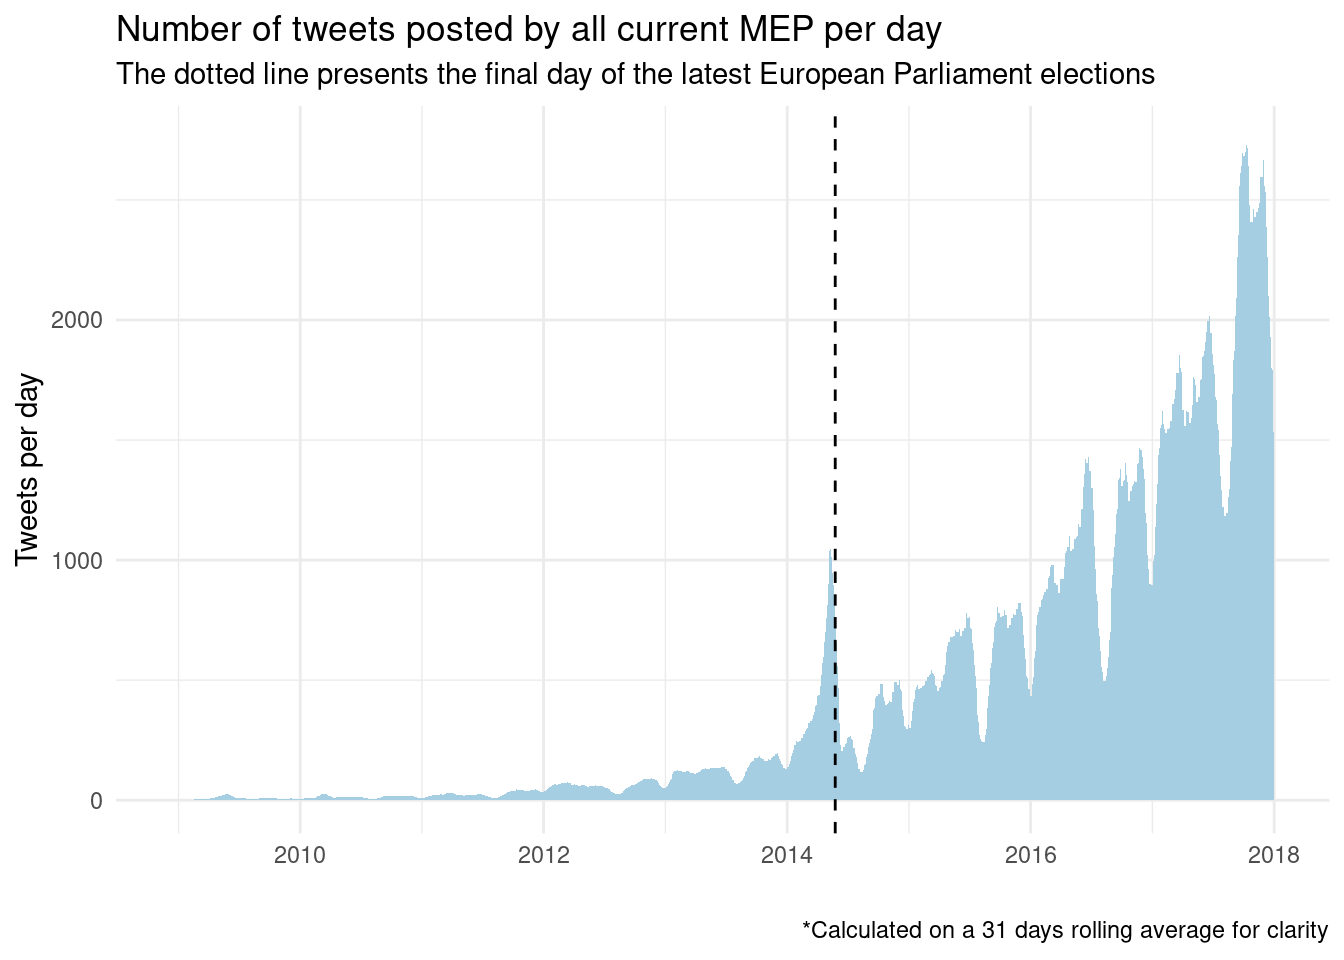 Number of tweets posted by all current MEP per day
The dotted line presents the final day of the latest European Parliament elections
Tweets per day
2000
1000
0
2010
2012
2014
2016
2018
*Calculated on a 31 days rolling average for clarity